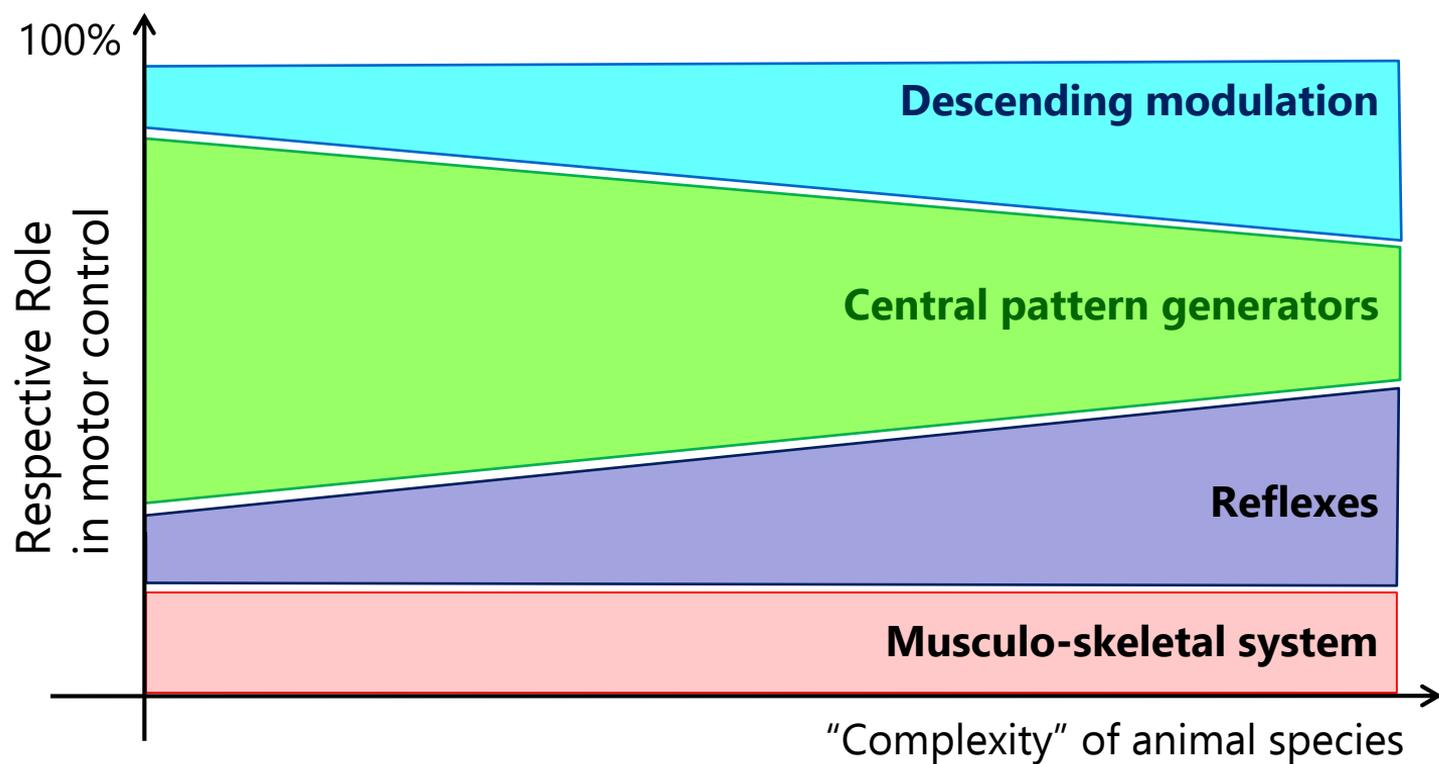 100%
Descending modulation
Central pattern generators
Reflexes
Musculo-skeletal system
Respective Role
in motor control
“Complexity” of animal species